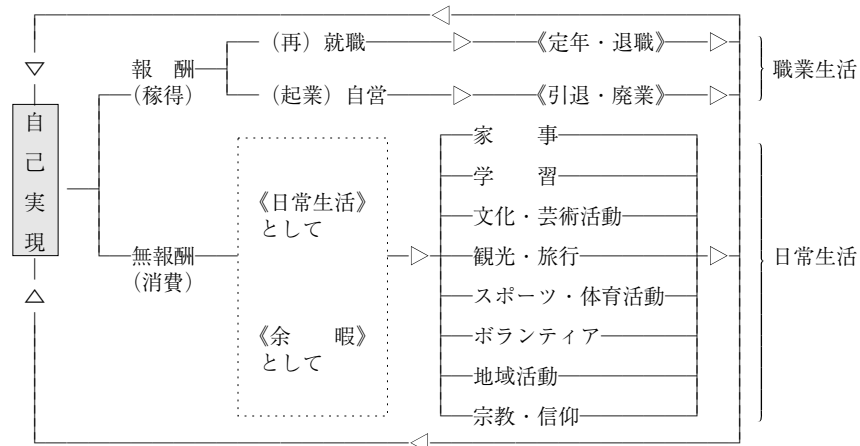 自己実現
報　酬
(稼得)
(再) 就職
《定年・退職》
職業生活
(起業) 自営
《引退・廃業》
無報酬
(消費)
《日常生活》
として
《余　　暇》
として
家　　事
学　　習
文化・芸術活動
観光・旅行
スポーツ・体育活動
ボランティア
地域活動
宗教・信仰
日常生活